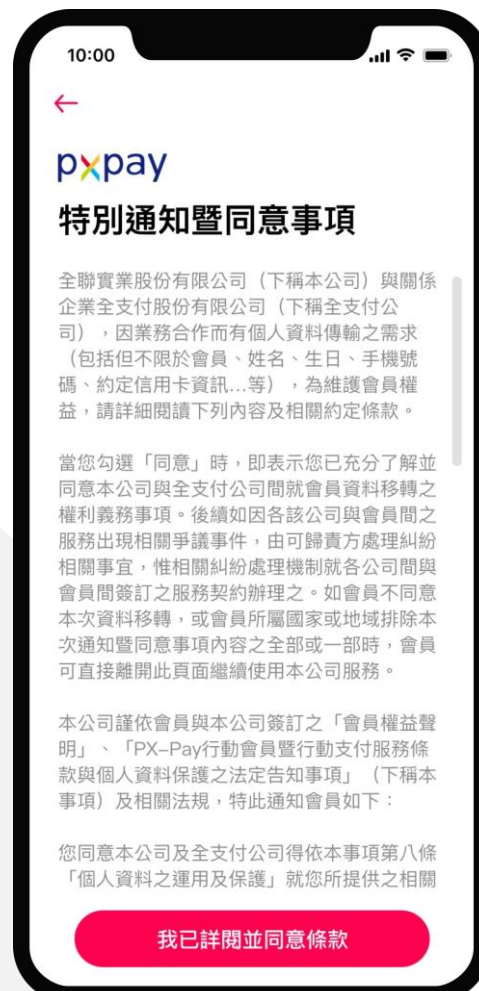 10:00
pxpay
特別通知暨同意事項
全聯實業股份有限公司（下稱本公司）與關係
企業全支付股份有限公司（下稱全支付公
司），因業務合作而有個人資料傳輸之需求
（包括但不限於會員、姓名、生日、手機號
碼、約定信用卡資訊...等），為維護會員權
益，請詳細閱讀下列內容及相關約定條款。
當您勾選「同意」時，即表示您已充分了解並
同意本公司與全支付公司間就會員資料移轉之
權利義務事項。後續如因各該公司與會員間之
服務出現相關爭議事件，由可歸責方處理糾紛
相關事宜，惟相關糾紛處理機制就各公司間與
會員間簽訂之服務契約辦理之。如會員不同意
本次資料移轉，或會員所屬國家或地域排除本
次通知暨同意事項內容之全部或一部時，會員
可直接離開此頁面繼續使用本公司服務。
本公司謹依會員與本公司簽訂之「會員權益聲
明」、「PX-Pay行動會員暨行動支付服務條
款與個人資料保護之法定告知事項」（下稱本
事項）及相關法規，特此通知會員如下：
您同意本公司及全支付公司得依本事項第八條
「個人資料之運用及保護」就您所提供之相關
我已詳閱並同意條款